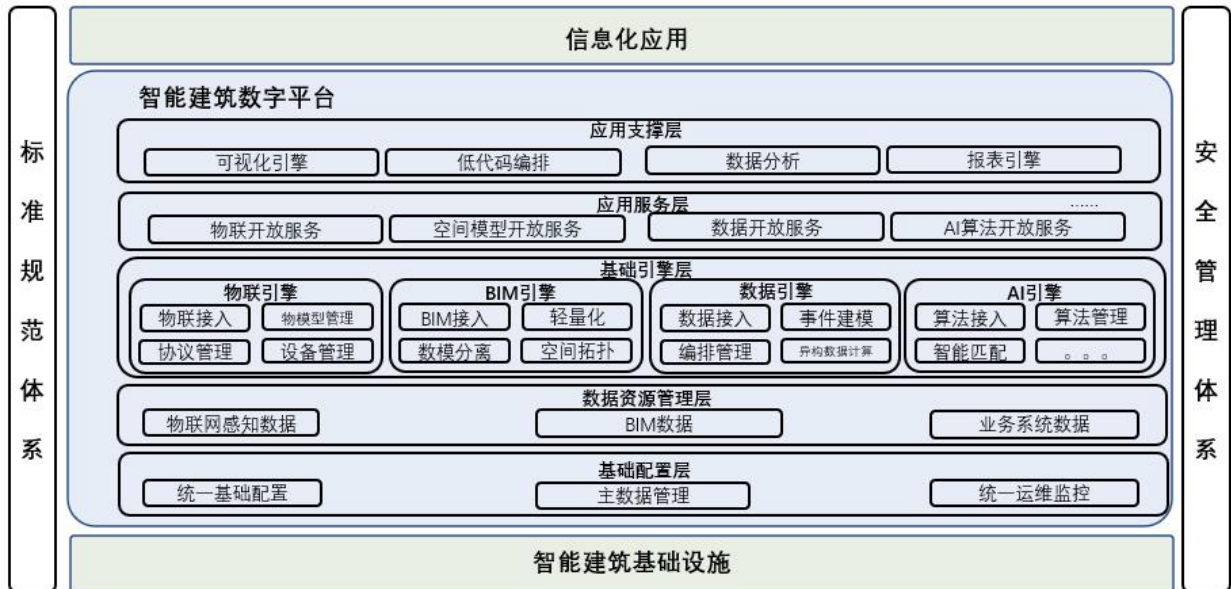 信息化应用
标准规范体系
智能建筑数字平台
应用支撑层
可视化引擎 低代码编排 数据分析 报表引擎
应用服务层 ……
物联开放服务 空间模型开放服务 数据开放服务 AI算法开放服务
基础引擎层
物联引擎 BIM引擎 数据引擎 AI引擎
物联接入 物模型管理 BIM接入 轻量化 数据接入 事件建模 算法接入 算法管理
协议管理 设备管理 数模分离 空间拓扑 编排管理 异构数据计算 智能匹配 。。。
数据资源管理层
物联网感知数据 BIM数据 业务系统数据
基础配置层
统一基础配置 主数据管理 统一运维监控
安全管理体系
智能建筑基础设施